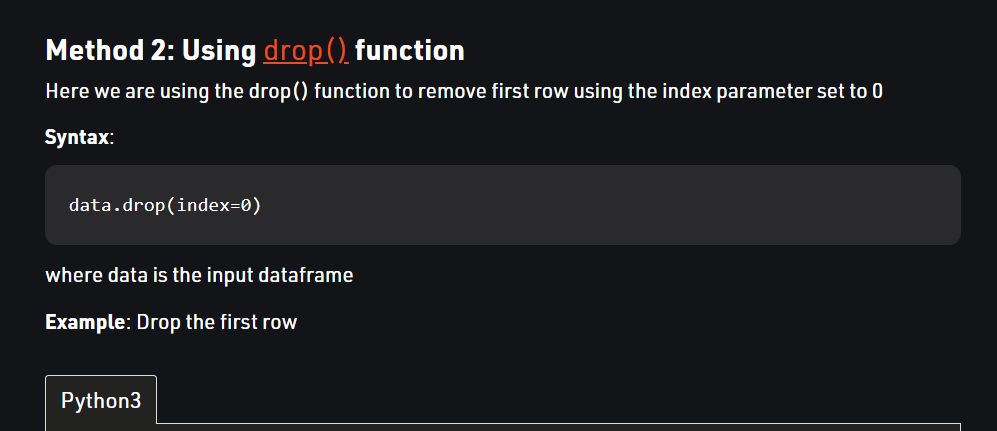 Method 2: Using drop() function
Here we are using the drop() function to remove first row using the index parameter set to 0
Syntax:
data.drop(index=0)
where data is the input dataframe
Example: Drop the first row
Python3